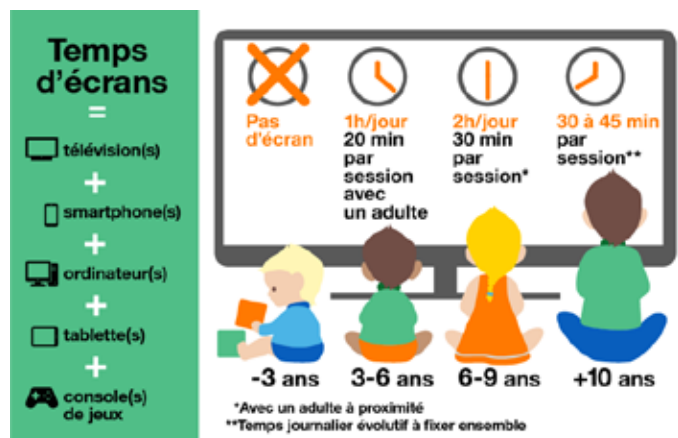 Temps
d'écrans
=
télévision(s)
+
smartphone(s)
+
ordinateur(s)
+
tablette(s)
+
console(s)
de jeux
Pas
d'écran
1h/jour
20 min
par
session
avec
un adulte
2h/jour
30 min
par
session*
30 à 45 min
par
session**
-3 ans
3-6 ans
6-9 ans
+10 ans
*Avec un adulte à proximité
**Temps journalier évolutif à fixer ensemble